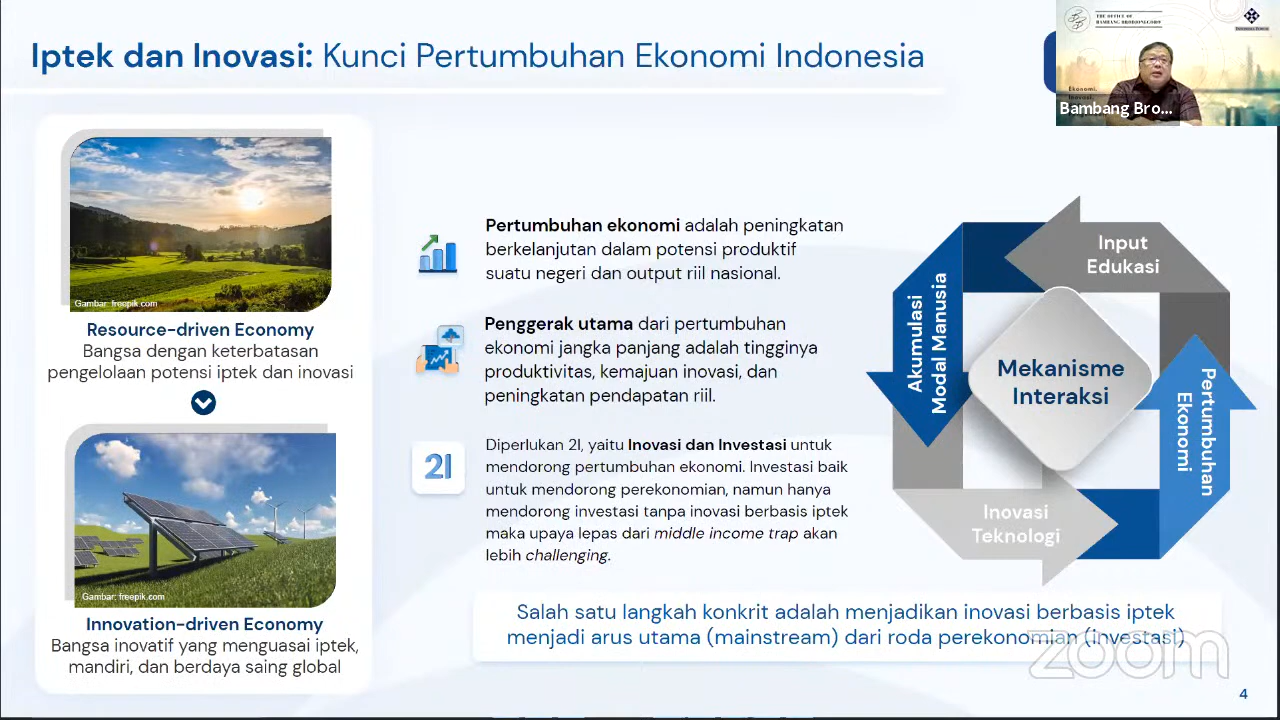 Iptek dan Inovasi: Kunci Pertumbuhan Ekonomi Indonesia
THE OFFICE OF
BAMBANG BRODJONEGORO
Ekonomi,
Bambang Bro...
Gambar: freepik.com
Resource-driven Economy
Bangsa dengan keterbatasan
pengelolaan potensi iptek dan inovasi
Gambar: freepik.com
Innovation-driven Economy
Bangsa inovatif yang menguasai iptek,
mandiri, dan berdaya saing global
Pertumbuhan ekonomi adalah peningkatan
berkelanjutan dalam potensi produktif
suatu negeri dan output riil nasional.
Penggerak utama dari pertumbuhan
ekonomi jangka panjang adalah tingginya
produktivitas, kemajuan inovasi, dan
peningkatan pendapatan riil.
2I
Diperlukan 2I, yaitu Inovasi dan Investasi untuk
mendorong pertumbuhan ekonomi. Investasi baik
untuk mendorong perekonomian, namun hanya
mendorong investasi tanpa inovasi berbasis iptek
maka upaya lepas dari middle income trap akan
lebih challenging.
Input
Edukasi
Akumulasi
Modal Manusia
Mekanisme
Interaksi
Pertumbuhan
Ekonomi
Inovasi
Teknologi
Salah satu langkah konkrit adalah menjadikan inovasi berbasis iptek
menjadi arus utama (mainstream) dari roda perekonomian (investasi)
zoom
4